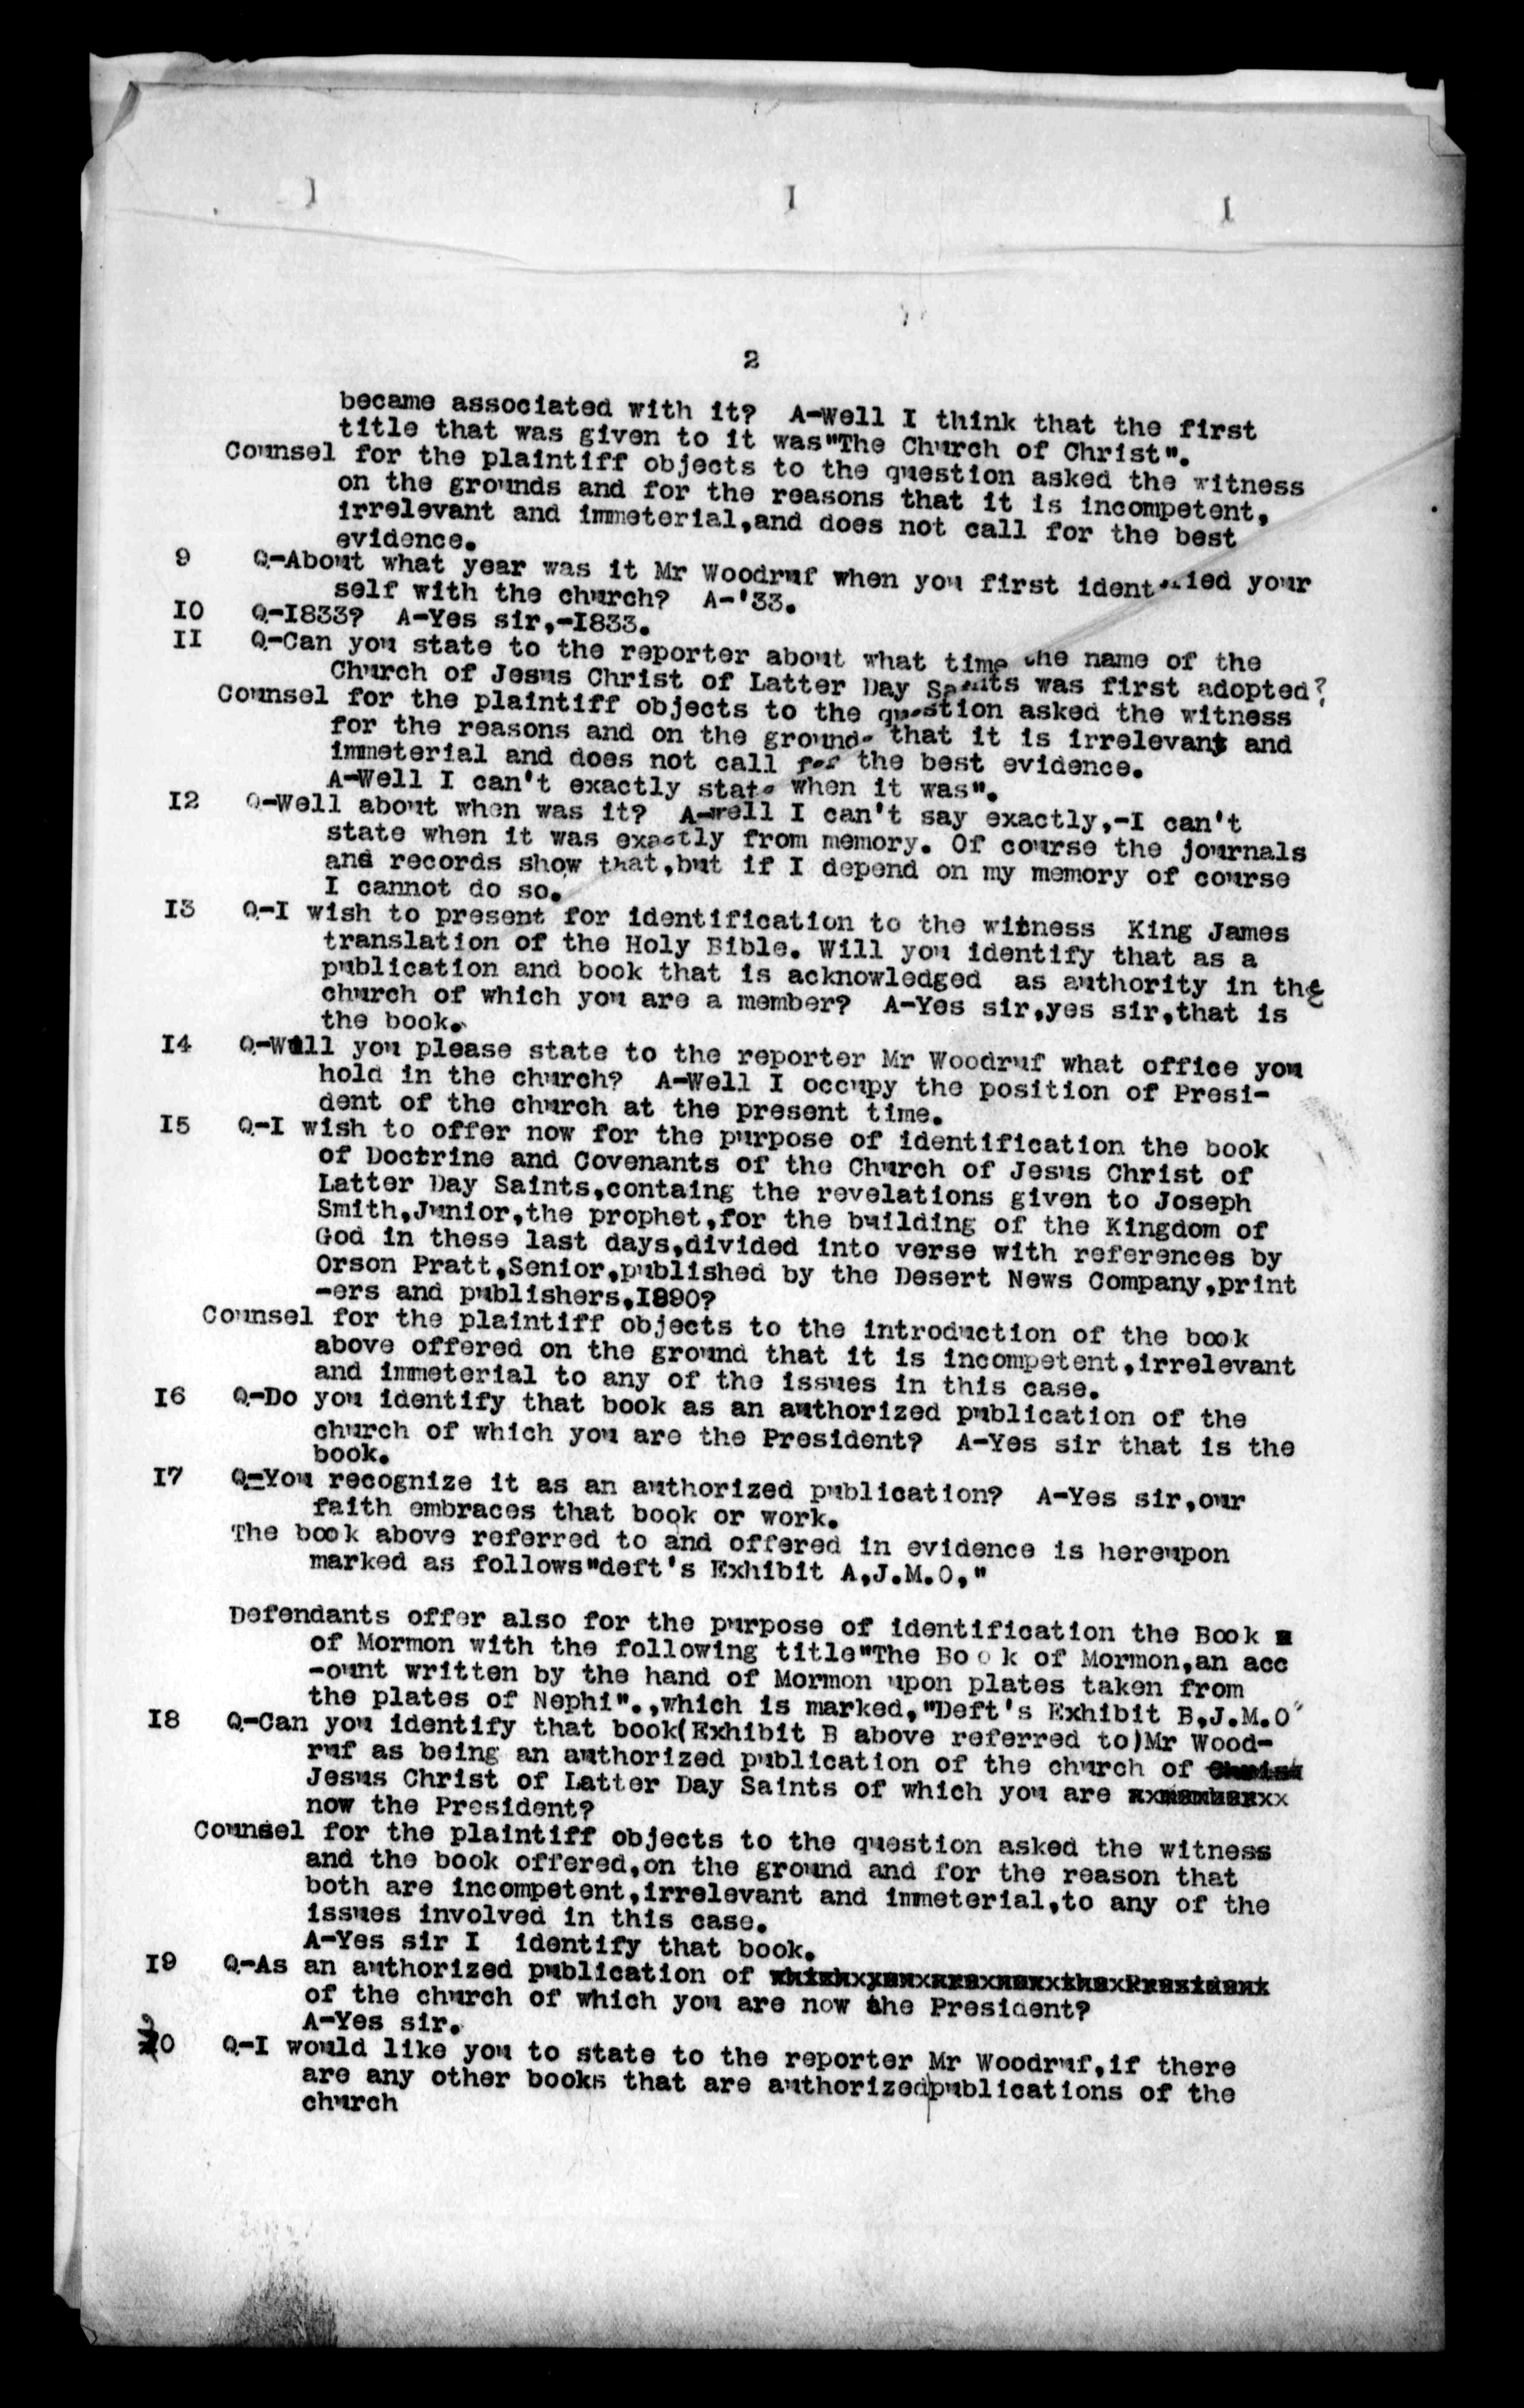 2
became associated with it?  A-Well I think that the first
title that was given to it was"The Church of Christ".
Counsel for the plaintiff objects to the question asked the witness
on the grounds and for the reasons that it is incompetent,
irrelevant and immeterial,and does not call for the best
evidence.
9 Q-About what year was it Mr Woodruf when you first identified your
self with the church?  A-'33.
I0 Q-I833?  A-Yes sir,-I833.
II Q-Can you state to the reporter about what time the name of the
Church of Jesus Christ of Latter Day Saints was first adopted?
Counsel for the plaintiff objects to the question asked the witness
for the reasons and on the grounds that it is irrelevant and
immeterial and does not call for the best evidence.
A-Well I can't exactly state when it was".
I2 Q-Well about when was it?  A-well I can't say exactly,-I can't
state when it was exactly from memory. Of course the journals
and records show that,but if I depend on my memory of course
I cannot do so.
I3 Q-I wish to present for identification to the witness  King James
translation of the Holy Bible. Will you identify that as a
publication and book that is acknowledged  as authority in the
church of which you are a member?  A-Yes sir,yes sir,that is
the book.
I4 Q-Will you please state to the reporter Mr Woodruf what office you
hold in the church?  A-Well I occupy the position of Presi-
dent of the church at the present time.
I5 Q-I wish to offer now for the purpose of identification the book
of Doctrine and Covenants of the Church of Jesus Christ of
Latter Day Saints,containg the revelations given to Joseph
Smith,Junior,the prophet,for the building of the Kingdom of
God in these last days,divided into verse with references by
Orson Pratt,Senior,published by the Desert News Company,print
-ers and publishers,I890?
Counsel for the plaintiff objects to the introduction of the book
above offered on the ground that it is incompetent,irrelevant
and immeterial to any of the issues in this case.
I6 Q-Do you identify that book as an authorized publication of the
church of which you are the President?  A-Yes sir that is the
book.
I7 Q-You recognize it as an authorized publication?  A-Yes sir,our
faith embraces that book or work.
The book above referred to and offered in evidence is hereupon
marked as follows"deft's Exhibit A,J.M.O,"
Defendants offer also for the purpose of identification the Book
of Mormon with the following title"The Book of Mormon,an acc
-ount written by the hand of Mormon upon plates taken from
the plates of Nephi".,which is marked,"Deft's Exhibit B,J.M.O"
I8 Q-Can you identify that book(Exhibit B above referred to)Mr Wood-
ruf as being an authorized publication of the church of Christ
Jesus Christ of Latter Day Saints of which you are
now the President?
Counsel for the plaintiff objects to the question asked the witness
and the book offered,on the ground and for the reason that
both are incompetent,irrelevant and immeterial,to any of the
issues involved in this case.
A-Yes sir I  identify that book.
I9 Q-As an authorized publication of
of the church of which you are now the President?
A-Yes sir.
20 Q-I would like you to state to the reporter Mr Woodruf,if there
are any other books that are authorized|publications of the
church